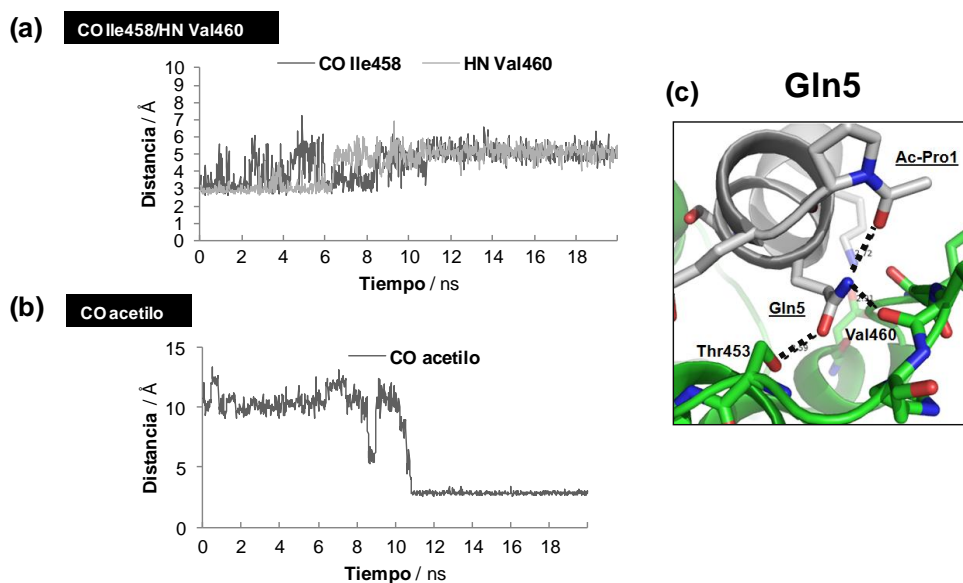 (a) CO Ile458/HN Val460
CO Ile458 HN Val460
10
9
8
7
6
5
4
3
2
1
0
Distancia / Å
0 2 4 6 8 10 12 14 16 18
Tiempo / ns
(b) CO acetilo
CO acetilo
15
10
5
0
Distancia / Å
0 2 4 6 8 10 12 14 16 18
Tiempo / ns
(c) Gln5
Ac-Pro1
Gln5
Val460
Thr453